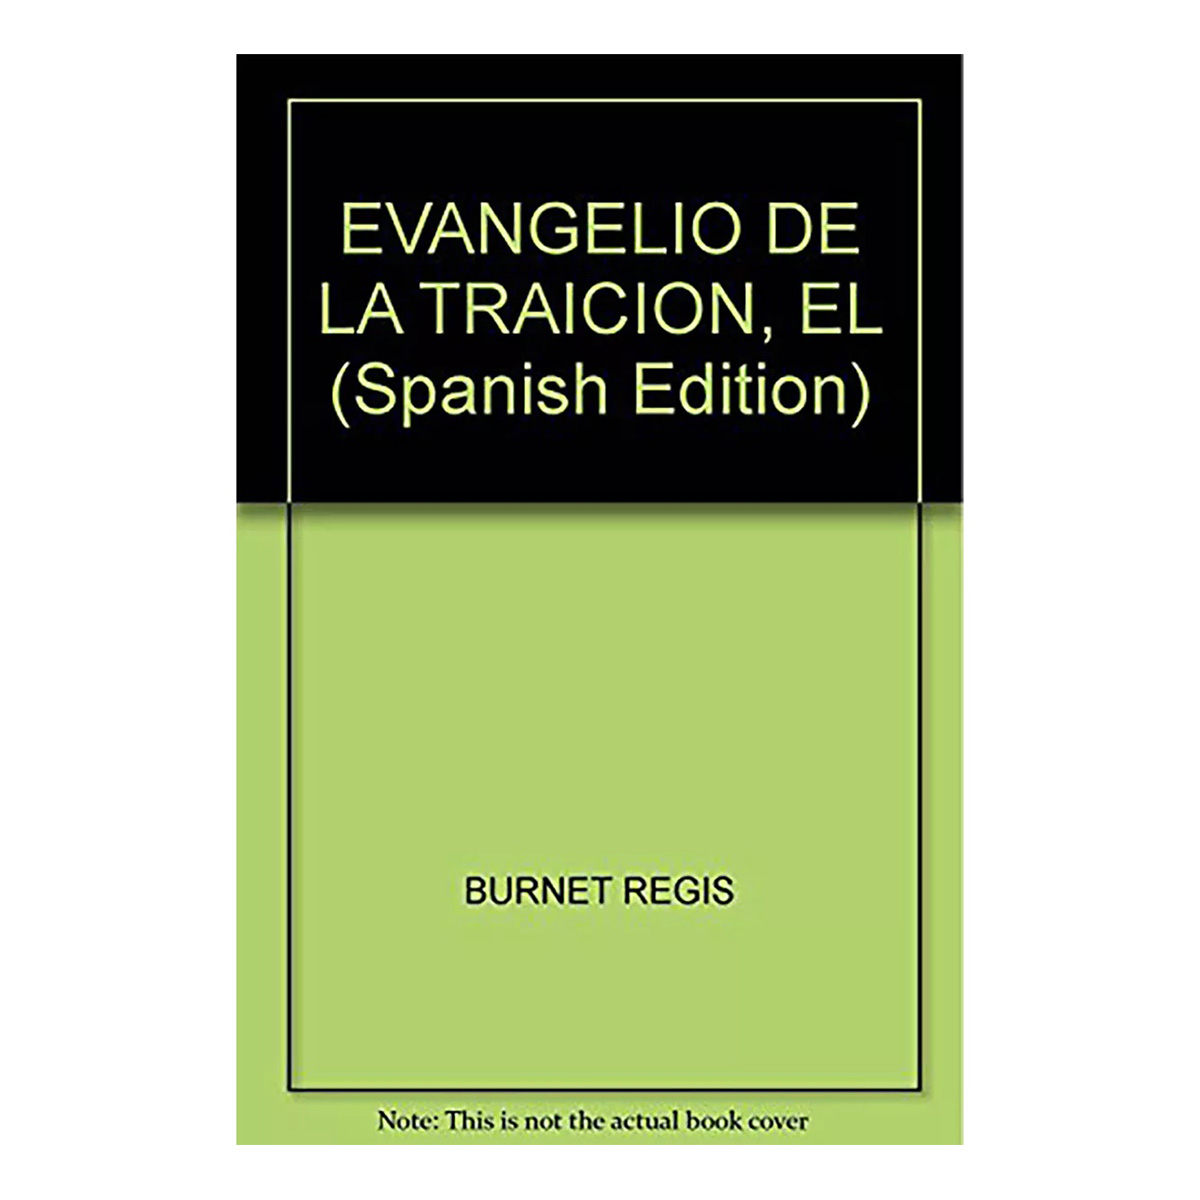 EVANGELIO DE
LA TRAICION, EL
(Spanish Edition)
BURNET REGIS
Note: This is not the actual book cover